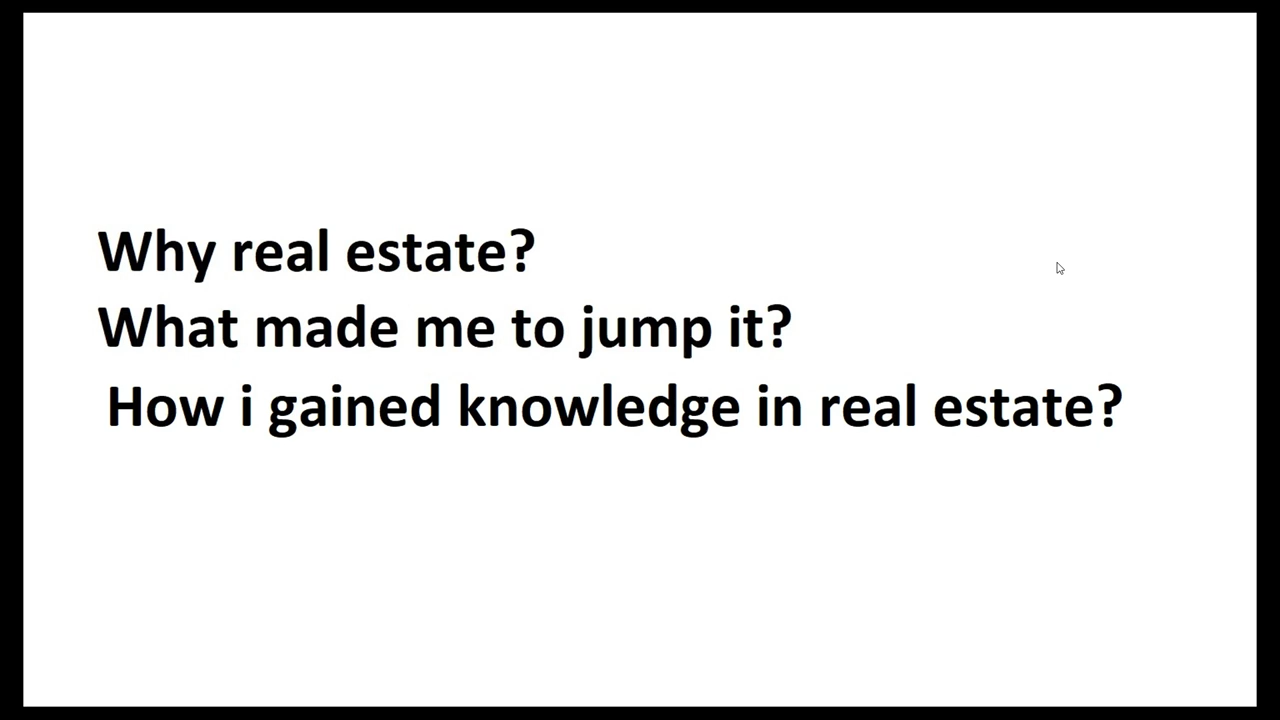 Why real estate?
What made me to jump it?
How i gained knowledge in real estate?